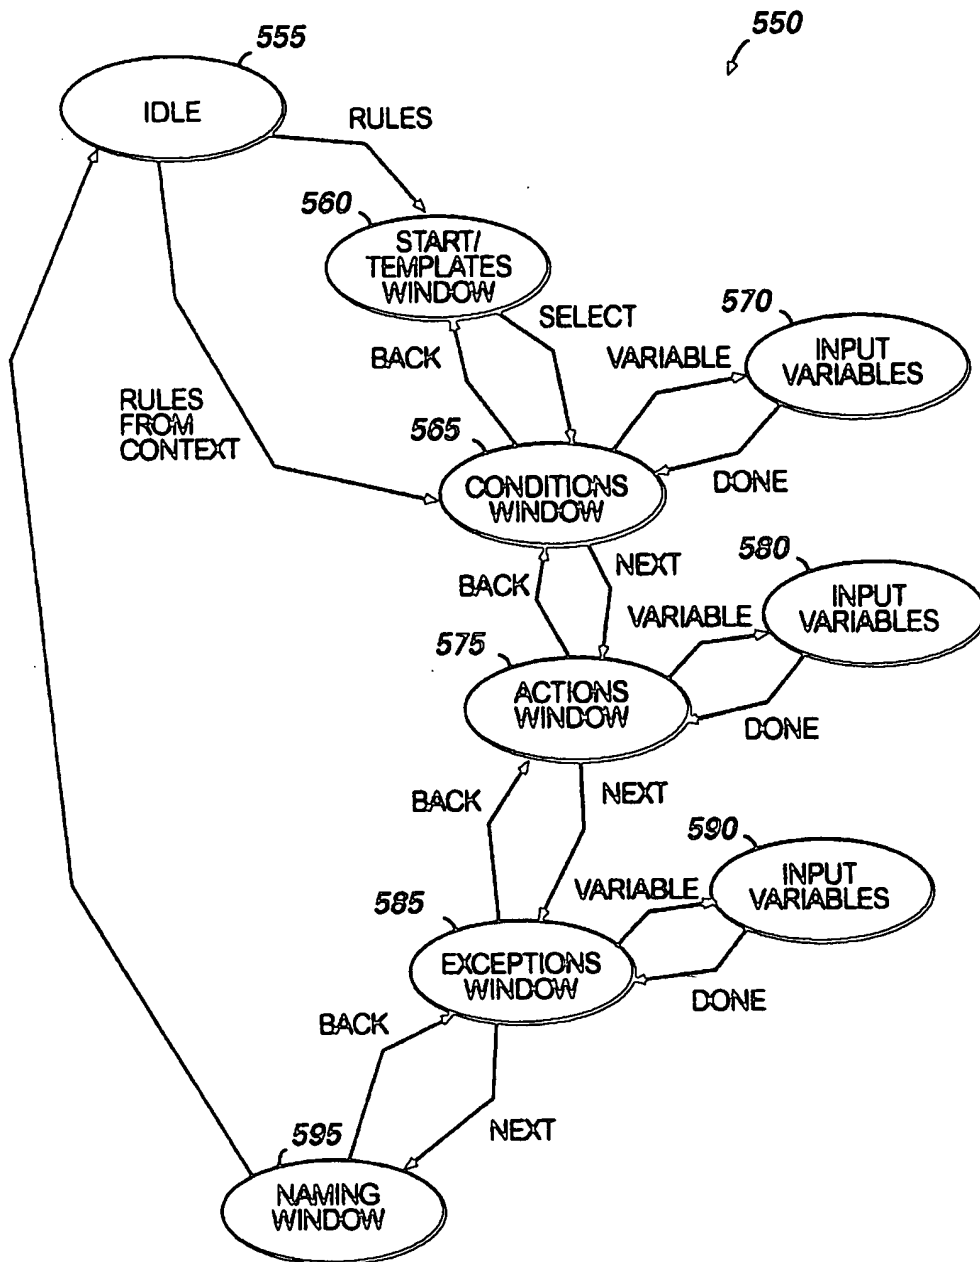 555
550
IDLE
RULES
560
START/
TEMPLATES
WINDOW
570
SELECT
BACK
VARIABLE
INPUT
VARIABLES
RULES
FROM
CONTEXT
565
CONDITIONS
WINDOW
DONE
580
BACK
NEXT
VARIABLE
INPUT
VARIABLES
575
ACTIONS
WINDOW
DONE
BACK
NEXT
590
VARIABLE
INPUT
VARIABLES
585
EXCEPTIONS
WINDOW
DONE
BACK
NEXT
595
NAMING
WINDOW